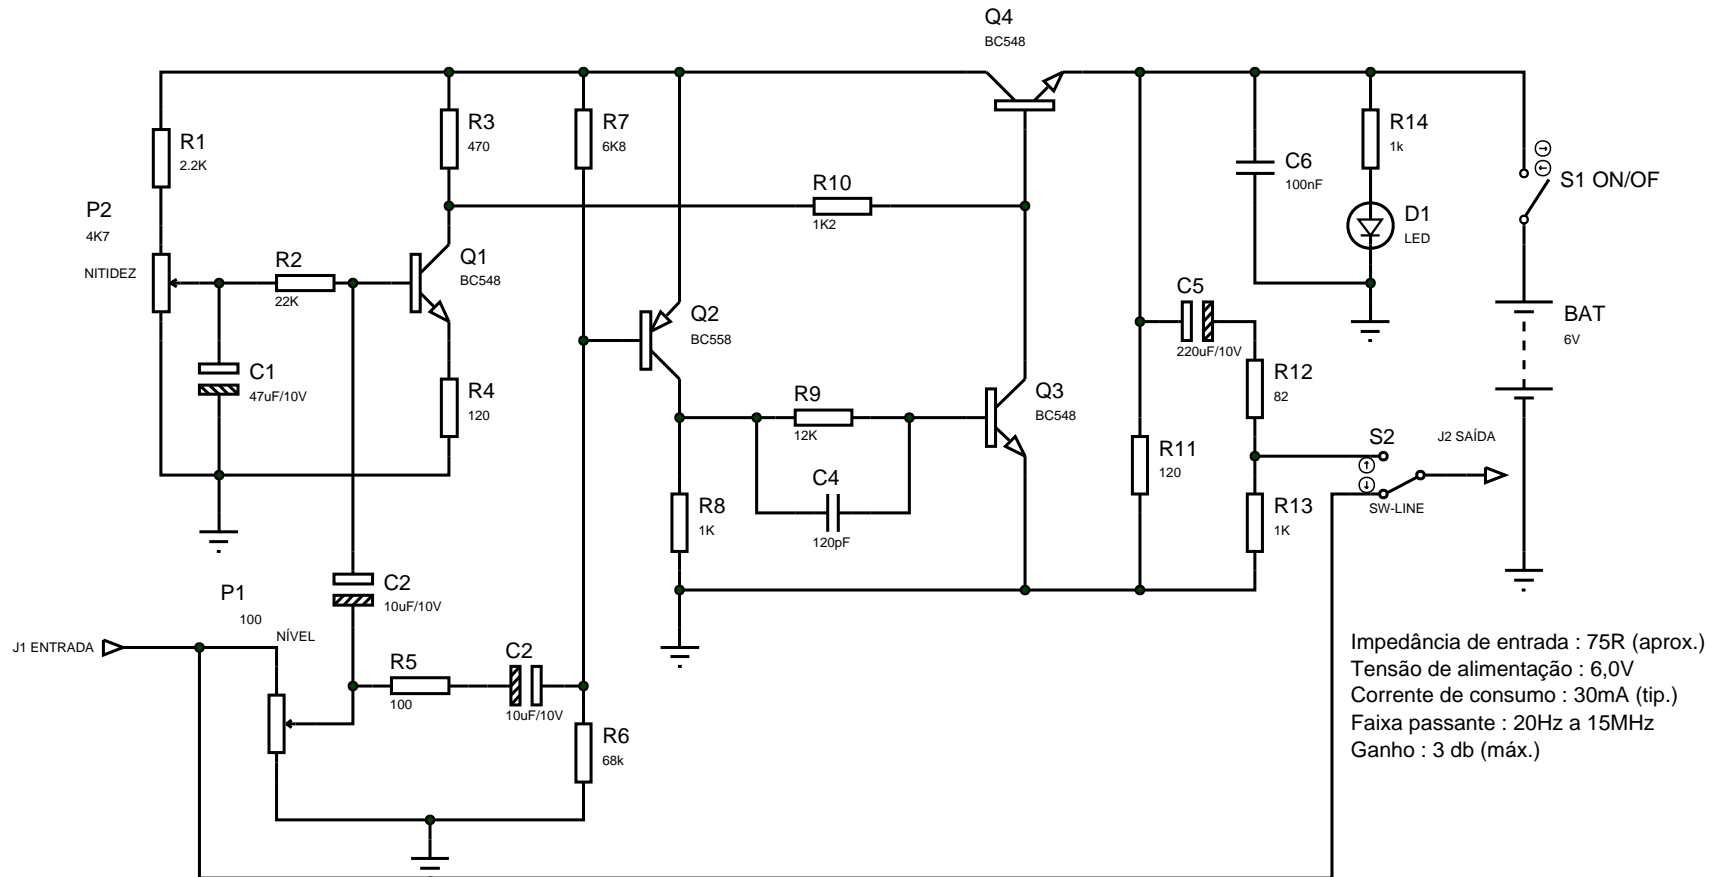 Q4
BC548
R1
2.2K
R3
470
R7
6K8
R14
1k
C6
100nF
S1 ON/OF
R10
1K2
P2
4K7
NITIDEZ
D1
LED
R2
22K
Q1
BC548
C5
220uF/10V
BAT
6V
Q2
BC558
C1
47uF/10V
R4
120
R9
12K
Q3
BC548
R12
82
R11
120
S2
SW-LINE
J2 SAÍDA
C4
120pF
R8
1K
R13
1K
C2
10uF/10V
P1
100
NÍVEL
J1 ENTRADA
R5
100
C2
10uF/10V
R6
68k
Impedância de entrada : 75R (aprox.)
Tensão de alimentação : 6,0V
Corrente de consumo : 30mA (tip.)
Faixa passante : 20Hz a 15MHz
Ganho : 3 db (máx.)